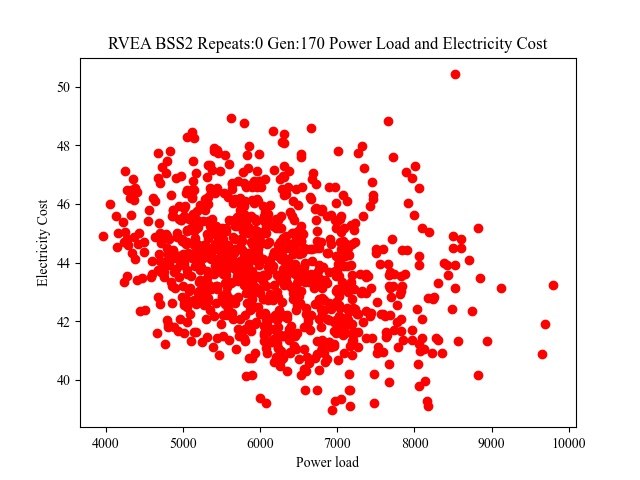 RVEA BSS2 Repeats:0 Gen:170 Power Load and Electricity Cost
50
48
46
44
42
40
Electricity Cost
4000 5000 6000 7000 8000 9000 10000
Power load